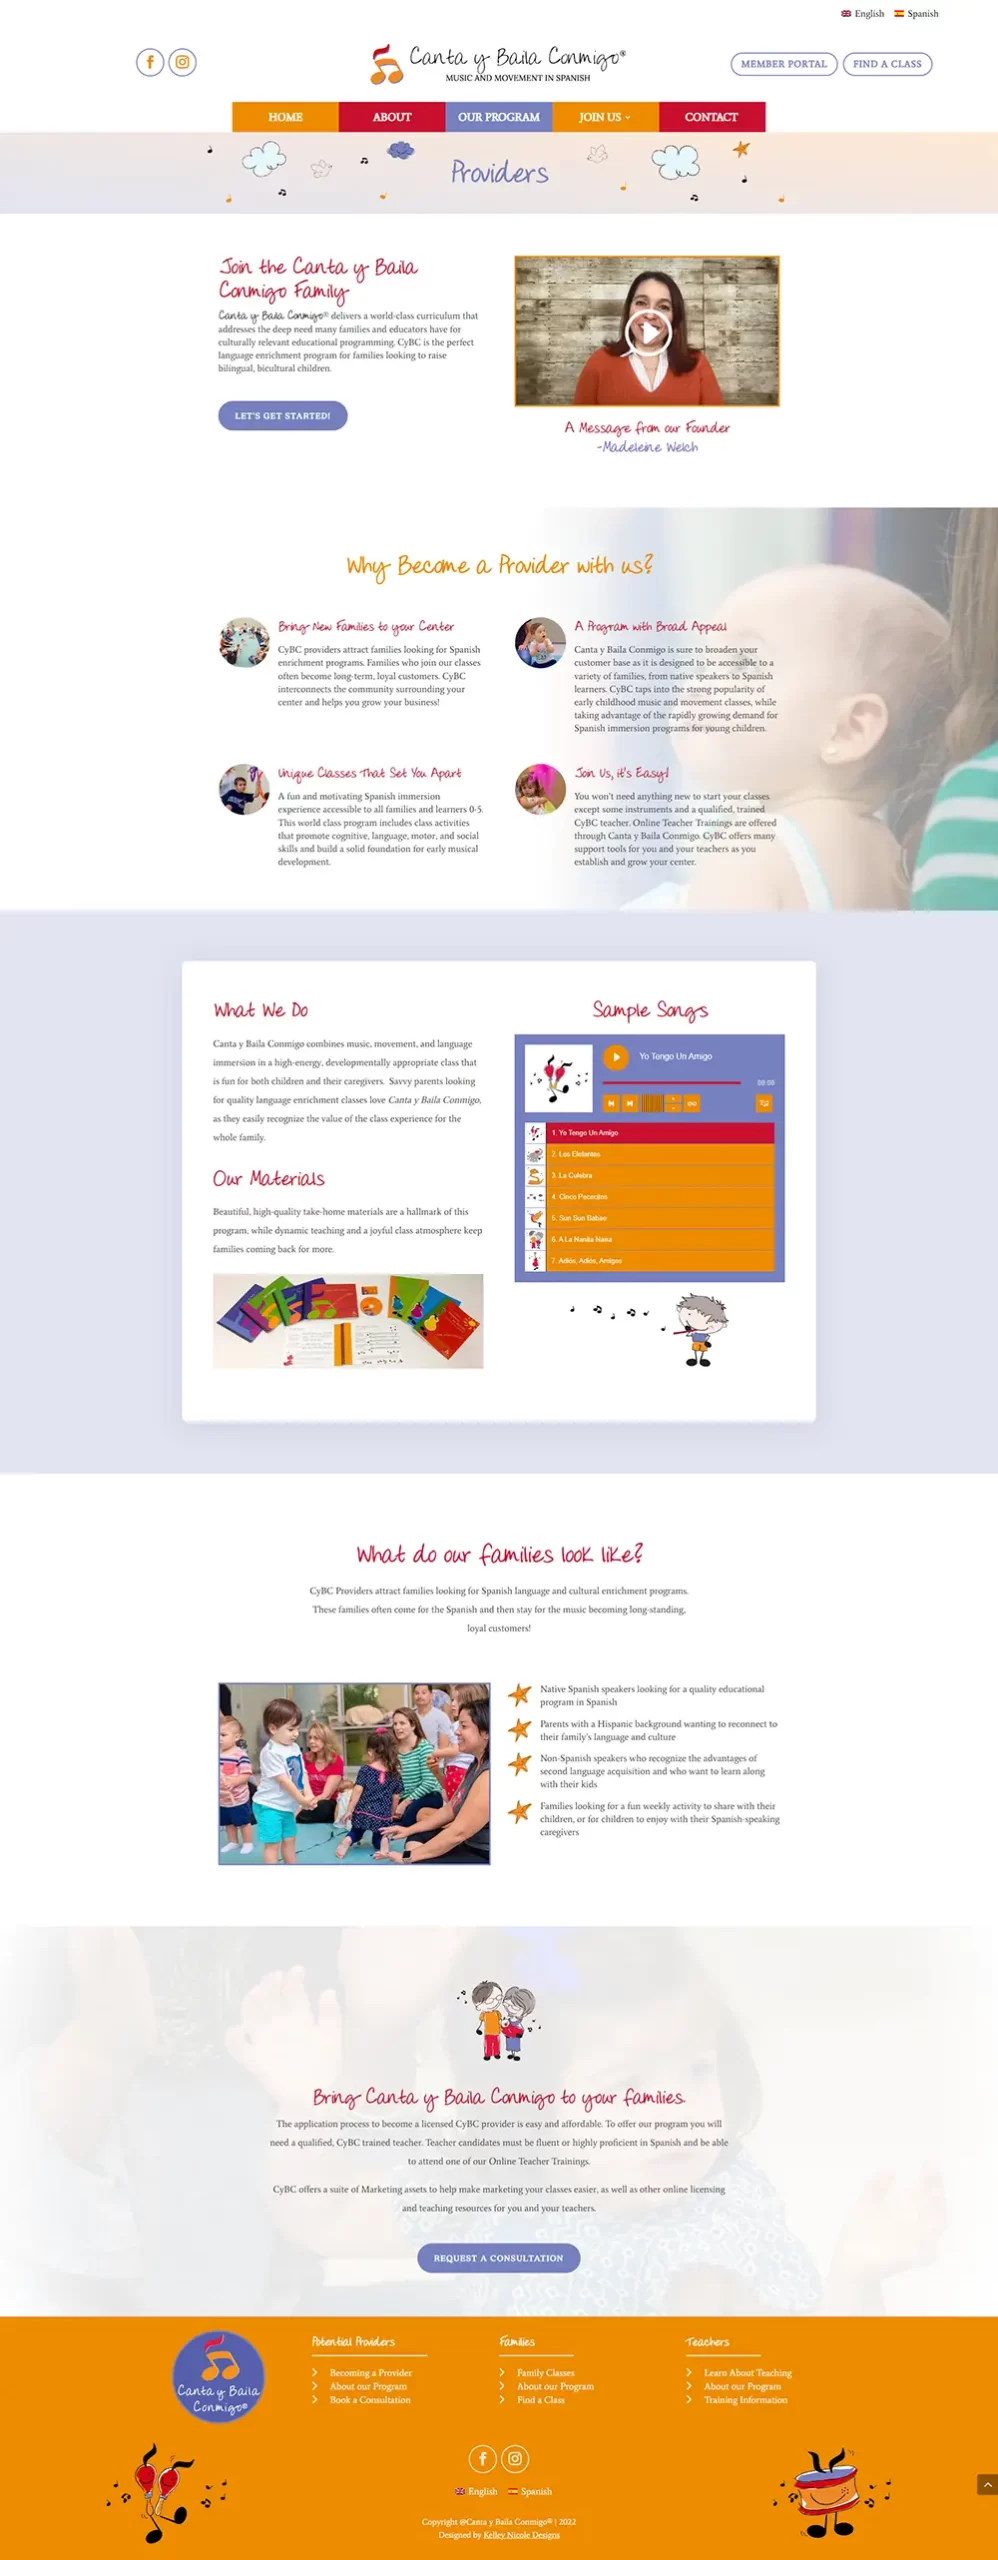 English Spanish
Canta y Baila Conmigo®
MUSIC AND MOVEMENT IN SPANISH
MEMBER PORTAL
FIND A CLASS
HOME
ABOUT
OUR PROGRAM
JOIN US
CONTACT
Providers
Join the Canta y Baila
Conmigo Family
Canta y Baila Conmigo® delivers a world-class curriculum that
addresses the deep need many families and educators have for
culturally relevant educational programming. CyBC is the perfect
language enrichment program for families looking to raise
bilingual, bicultural children.
LET'S GET STARTED!
A Message from our Founder
-Madeleine Welch
Why Become a Provider with us?
Bring New Families to your Center
CyBC providers attract families looking for Spanish
enrichment programs. Families who join our classes
often become long-term, loyal customers. CyBC
interconnects the community surrounding your
center and helps you grow your business!
A Program with Broad Appeal
Canta y Baila Conmigo is sure to broaden your
customer base as it is designed to be accessible to a
variety of families, from native speakers to Spanish
learners. CyBC taps into the strong popularity of
early childhood music and movement classes, while
taking advantage of the rapidly growing demand for
Spanish immersion programs for young children.
Unique Classes That Set You Apart
A fun and motivating Spanish immersion
experience accessible to all families and learners 0-5.
This world class program includes class activities
that promote cognitive, language, motor, and social
skills and build a solid foundation for early musical
development.
Join Us, it's Easy!
You won't need anything new to start your classes
except some instruments and a qualified, trained
CyBC teacher. Online Teacher Trainings are offered
through Canta y Baila Conmigo. CyBC offers many
support tools for you and your teachers as you
establish and grow your center.
What We Do
Canta y Baila Conmigo combines music, movement, and language
immersion in a high-energy, developmentally appropriate class that
is fun for both children and their caregivers. Savvy parents looking
for quality language enrichment classes love Canta y Baila Conmigo,
as they easily recognize the value of the class experience for the
whole family.
Our Materials
Beautiful, high-quality take-home materials are a hallmark of this
program, while dynamic teaching and a joyful class atmosphere keep
families coming back for more.
Sample Songs
Yo Tengo Un Amigo
00:00
1. Yo Tengo Un Amigo
2. Los Elefantes
3. La Culebra
4. Cinco Pececitos
5. Sun Sun Babae
6. A La Nanita Nana
7. Adiós, Adiós, Amigos
What do our families look like?
CyBC Providers attract families looking for Spanish language and cultural enrichment programs.
These families often come for the Spanish and then stay for the music becoming long-standing,
loyal customers!
Native Spanish speakers looking for a quality educational
program in Spanish
Parents with a Hispanic background wanting to reconnect to
their family's language and culture
Non-Spanish speakers who recognize the advantages of
second language acquisition and who want to learn along
with their kids
Families looking for a fun weekly activity to share with their
children, or for children to enjoy with their Spanish-speaking
caregivers
Bring Canta y Baila Conmigo to your families.
The application process to become a licensed CyBC provider is easy and affordable. To offer our program you will
need a qualified, CyBC trained teacher. Teacher candidates must be fluent or highly proficient in Spanish and be able
to attend one of our Online Teacher Trainings.
CyBC offers a suite of Marketing assets to help make marketing your classes easier, as well as other online licensing
and teaching resources for you and your teachers.
REQUEST A CONSULTATION
Canta y Baila
Conmigo®
Potential Providers
Becoming a Provider
About our Program
Book a Consultation
Families
Family Classes
About our Program
Find a Class
Teachers
Learn About Teaching
About our Program
Training Information
English Spanish
Copyright @Canta y Baila Conmigo® | 2022
Designed by Kelley Nicole Designs